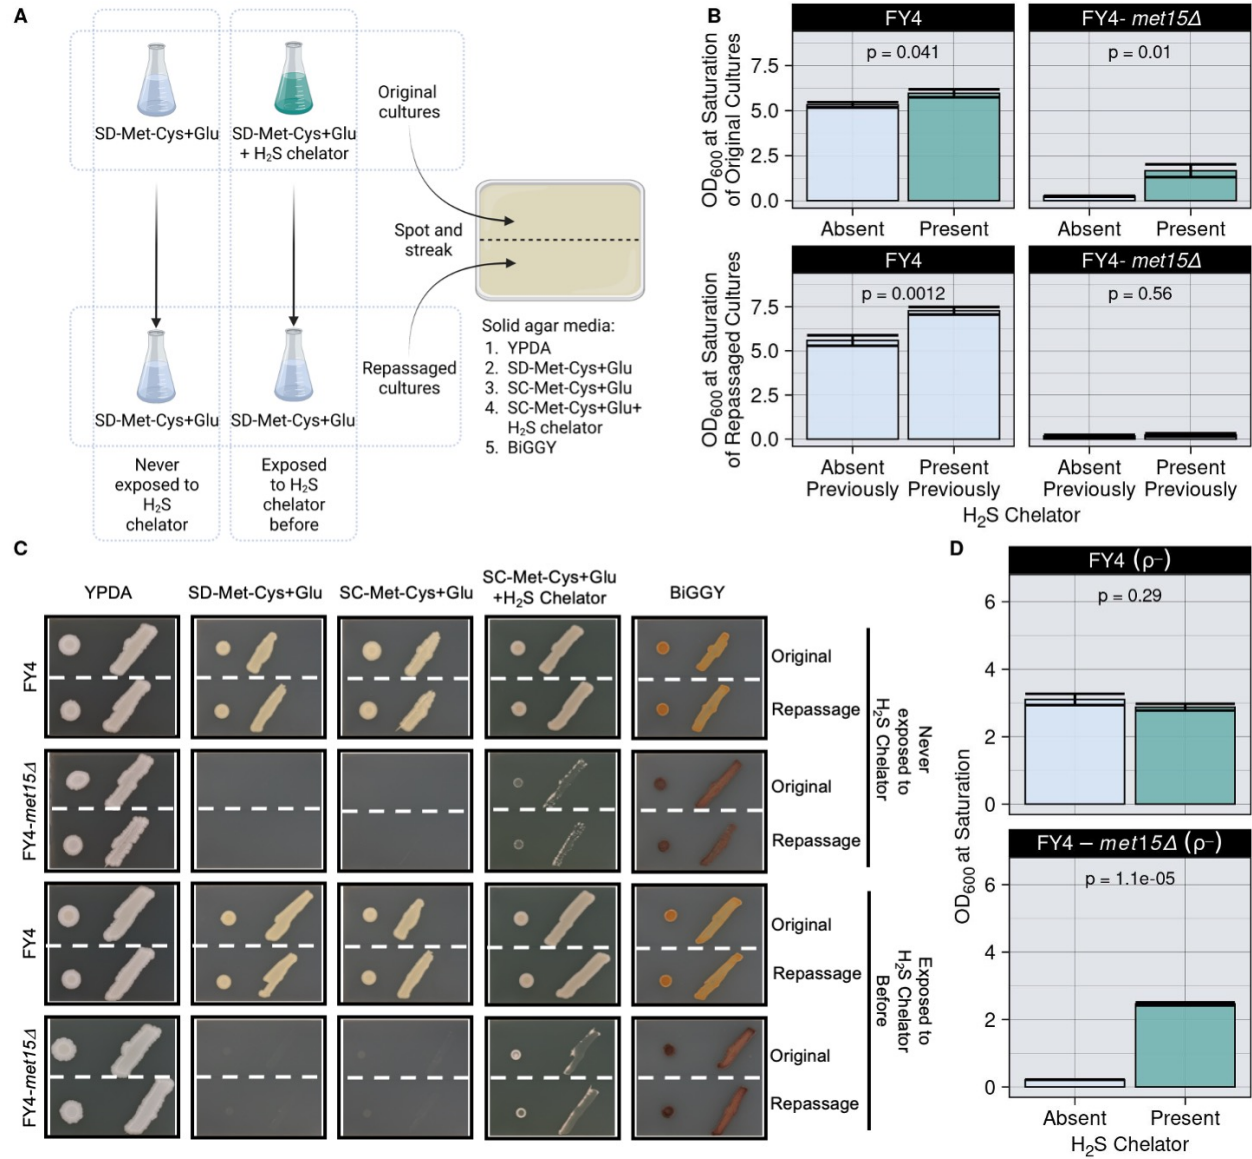 A
SD-Met-Cys+Glu
SD-Met-Cys+Glu
+ H₂S chelator
Original
cultures
Spot and
streak
Repassaged
cultures
SD-Met-Cys+Glu
SD-Met-Cys+Glu
Never
exposed to
H₂S
chelator
Exposed
to H₂S
chelator
before
Solid agar media:
1. YPDA
2. SD-Met-Cys+Glu
3. SC-Met-Cys+Glu
4. SC-Met-Cys+Glu+
H₂S chelator
5. BiGGY
B
FY4
FY4- met15Δ
p = 0.041
p = 0.01
OD₆₀₀ at Saturation
of Original Cultures
7.5
5.0
2.5
0.0
Absent
Present
Absent
Present
FY4
FY4- met15Δ
p = 0.0012
p = 0.56
OD₆₀₀ at Saturation
of Repassaged Cultures
7.5
5.0
2.5
0.0
Absent
Previously
Present
Previously
Absent
Previously
Present
Previously
H₂S Chelator
C
YPDA
SD-Met-Cys+Glu
SC-Met-Cys+Glu
SC-Met-Cys+Glu
+H₂S Chelator
BiGGY
FY4
Original
Repassage
FY4-met15Δ
Original
Repassage
Never
exposed to
H₂S Chelator
FY4
Original
Repassage
FY4-met15Δ
Original
Repassage
Exposed to
H₂S Chelator
Before
D
FY4 (ρ–)
p = 0.29
6
4
2
0
OD₆₀₀ at Saturation
FY4 – met15Δ (ρ–)
p = 1.1e-05
6
4
2
0
Absent
Present
H₂S Chelator